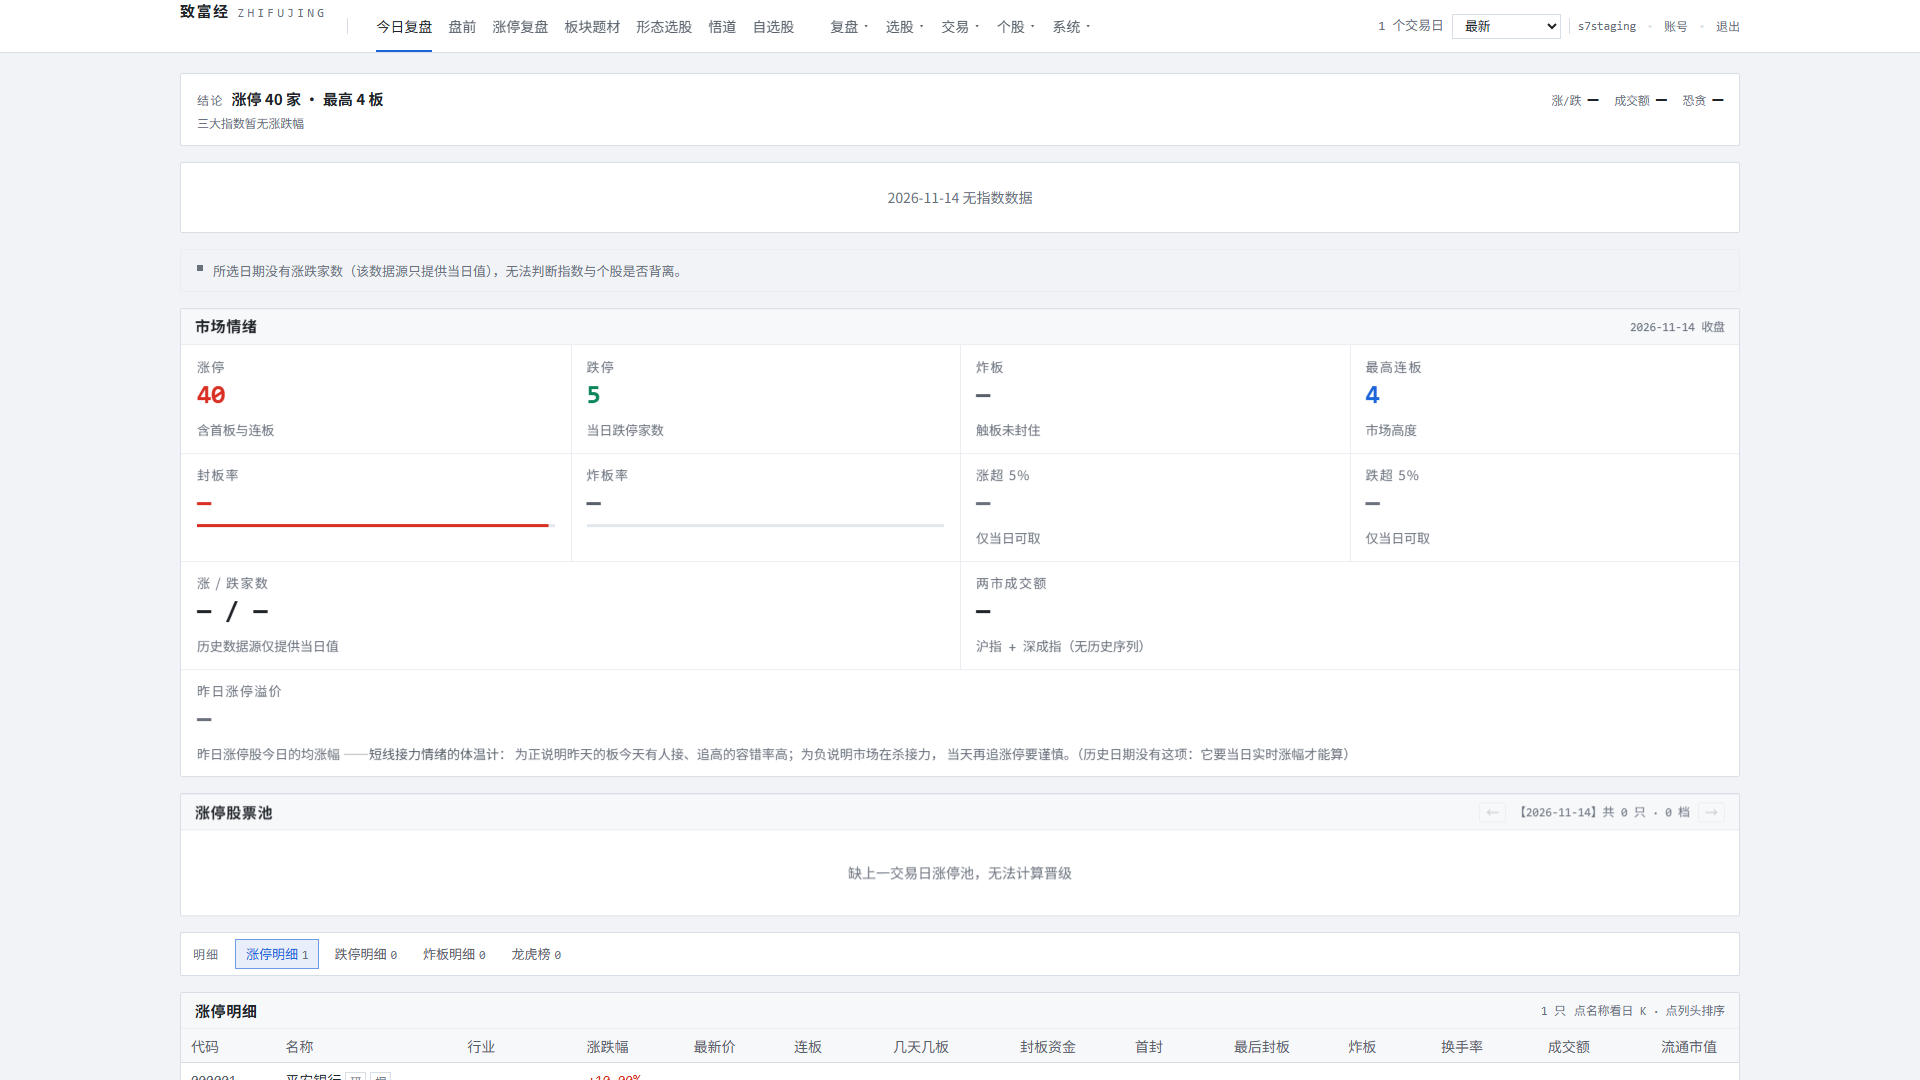 致富经 ZHIFUJING
今日复盘 盘前 涨停复盘 板块题材 形态选股 悟道 自选股 复盘 选股 交易 个股 系统
1 个交易日 最新 s7staging · 账号 · 退出
结论 涨停 40 家 · 最高 4 板
涨/跌 — 成交额 — 恐贪 —
三大指数暂无涨跌幅
2026-11-14 无指数数据
所选日期没有涨跌家数（该数据源只提供当日值），无法判断指数与个股是否背离。
市场情绪
2026-11-14 收盘
涨停 跌停 炸板 最高连板
40 5 — 4
含首板与连板 当日跌停家数 触板未封住 市场高度
封板率 炸板率 涨超 5% 跌超 5%
— — — —
仅当日可取 仅当日可取
涨 / 跌家数 两市成交额
— / — —
历史数据源仅提供当日值 沪指 + 深成指（无历史序列）
昨日涨停溢价
—
昨日涨停股今日的均涨幅 ——短线接力情绪的体温计： 为正说明昨天的板今天有人接、追高的容错率高；为负说明市场在杀接力， 当天再追涨停要谨慎。（历史日期没有这项：它要当日实时涨幅才能算）
涨停股票池
← 【2026-11-14】共 0 只 · 0 档 →
缺上一交易日涨停池，无法计算晋级
明细 涨停明细 1 跌停明细 0 炸板明细 0 龙虎榜 0
涨停明细
1 只 点名称看日 K · 点列头排序
代码 名称 行业 涨跌幅 最新价 连板 几天几板 封板资金 首封 最后封板 炸板 换手率 成交额 流通市值
000001 平安银行 +10.00%